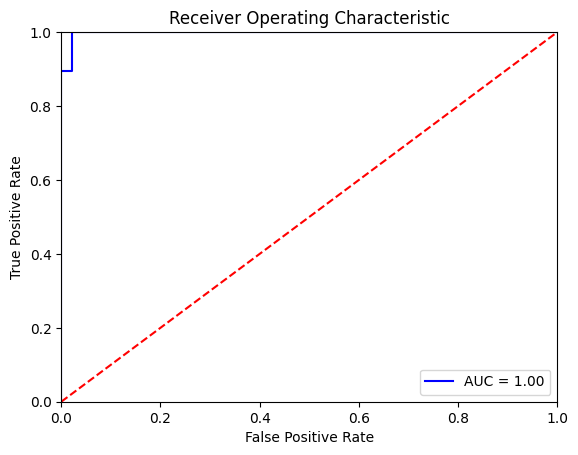 Receiver Operating Characteristic
True Positive Rate
1.0
0.8
0.6
0.4
0.2
0.0
0.0 0.2 0.4 0.6 0.8 1.0
False Positive Rate
AUC = 1.00